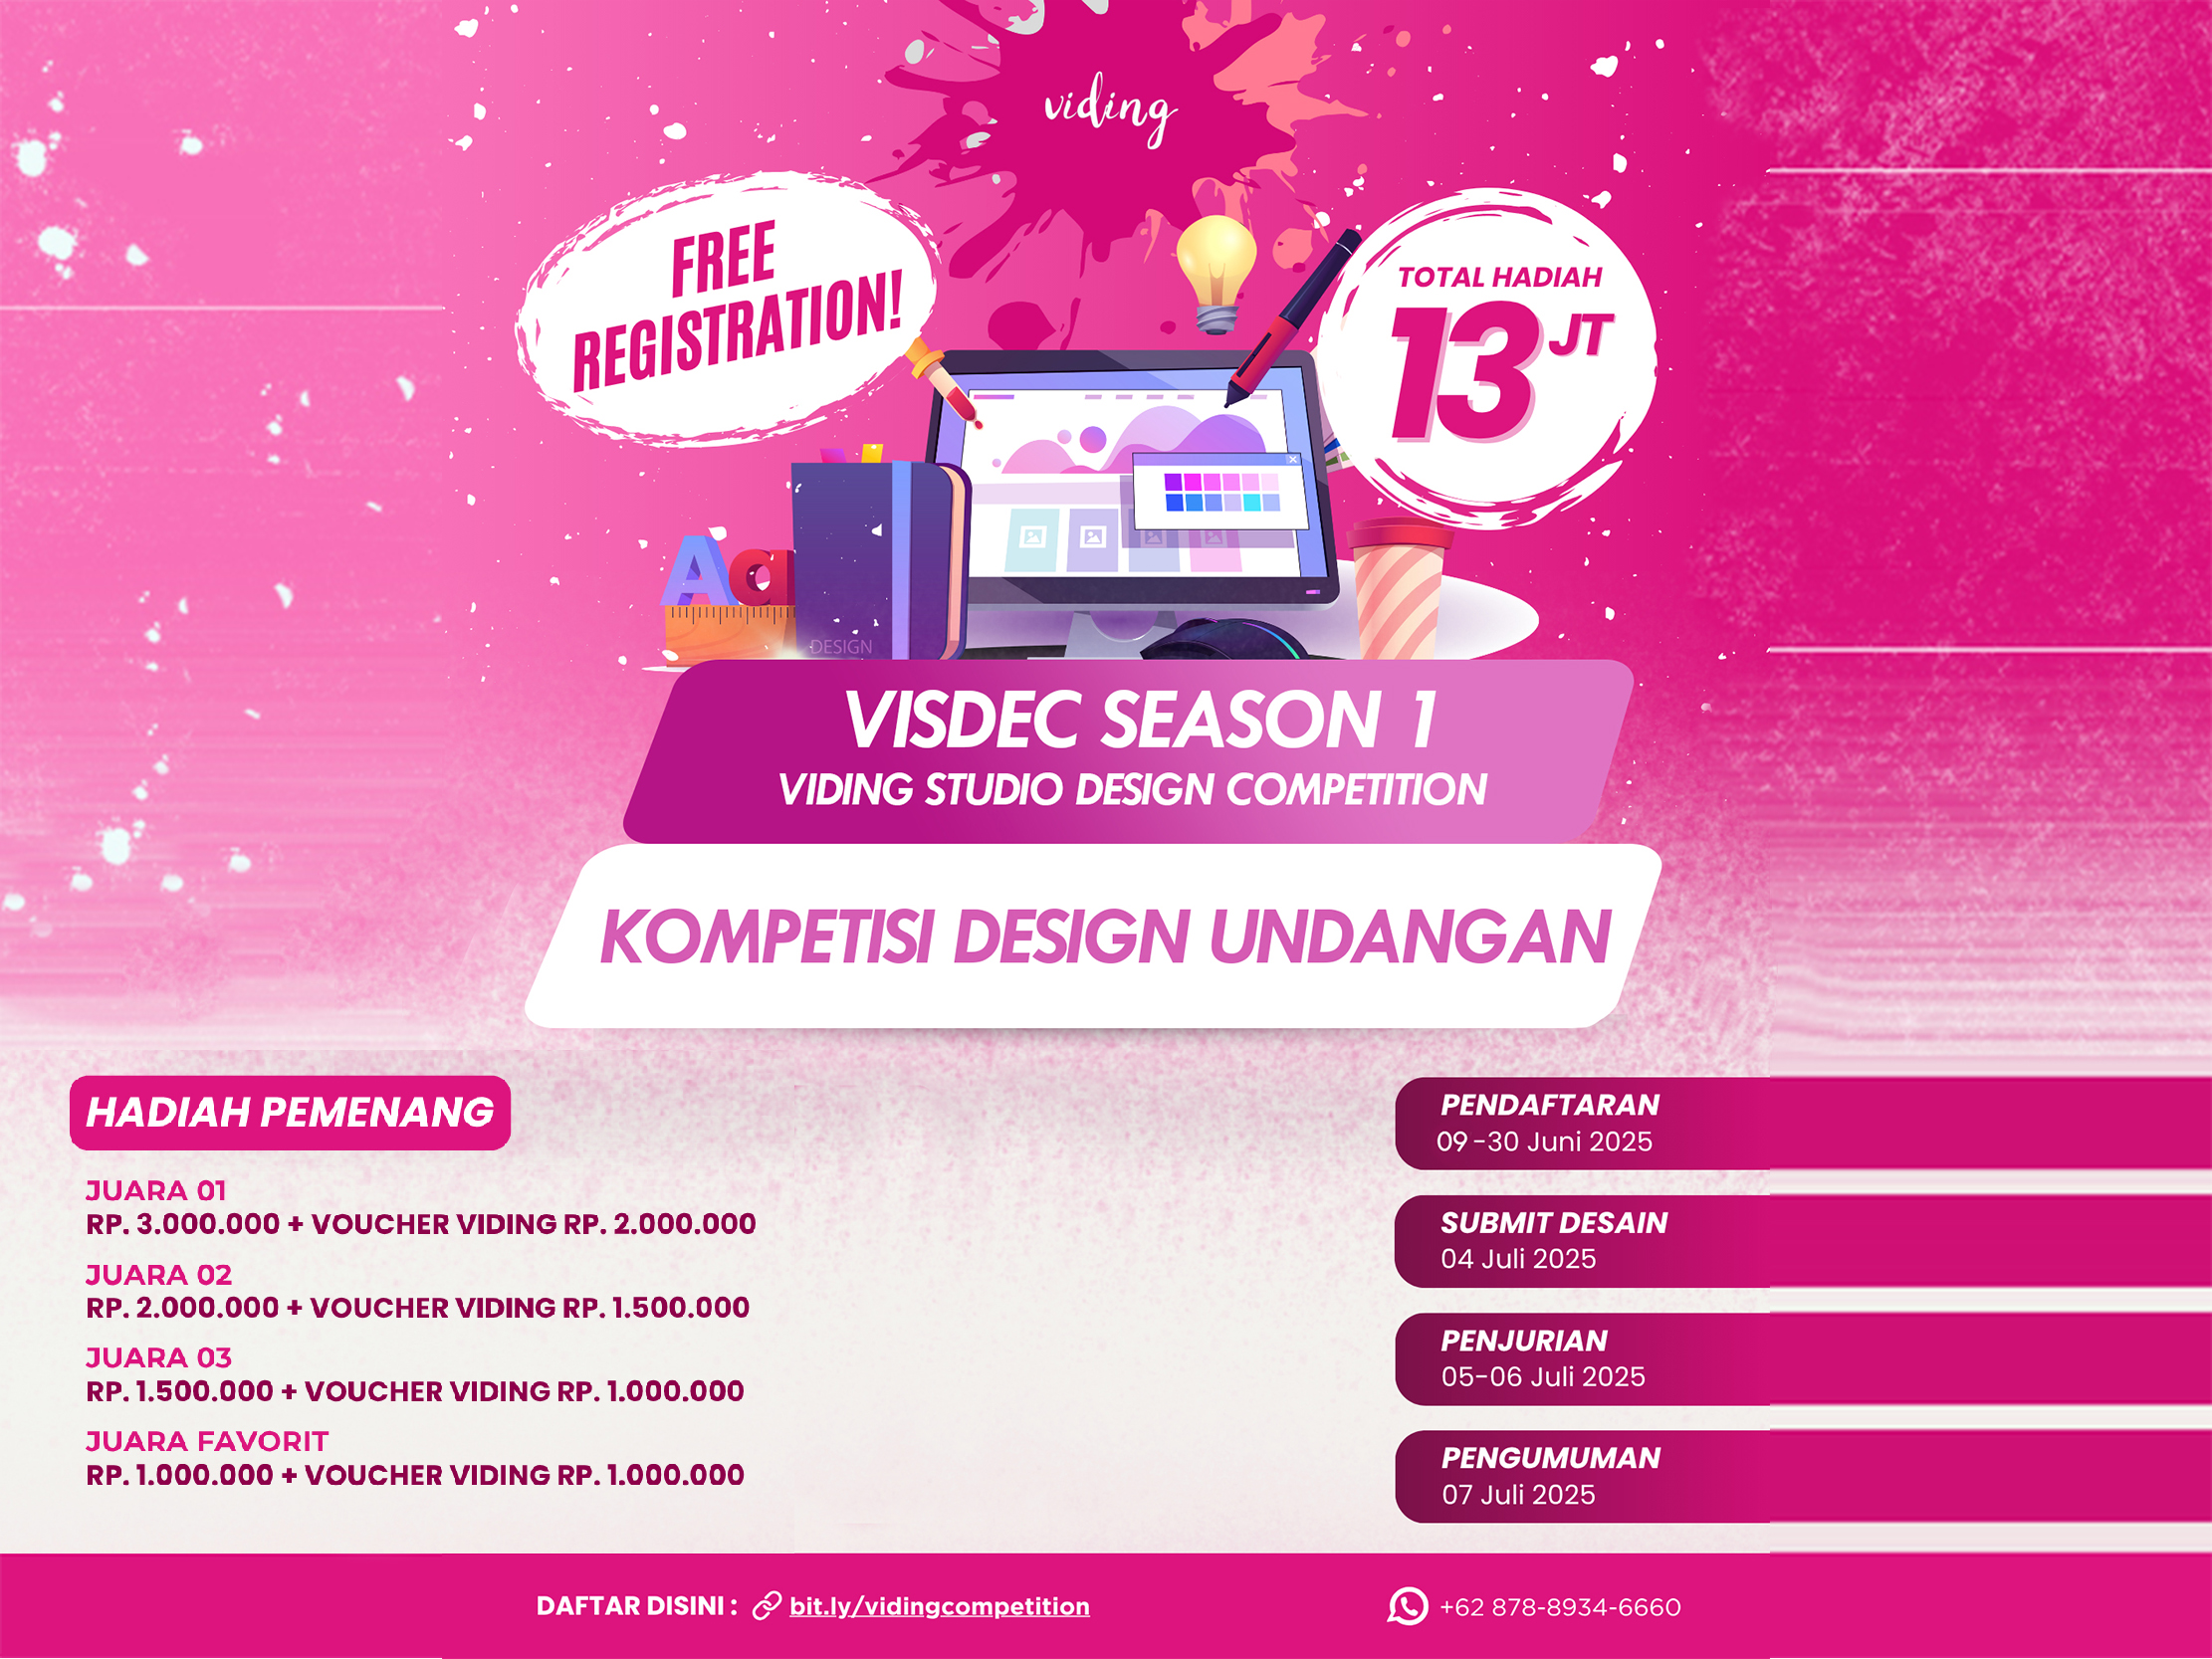 viding
FREE
REGISTRATION!
TOTAL HADIAH
13 JT
Aa
DESIGN
VISDEC SEASON 1
VIDING STUDIO DESIGN COMPETITION
KOMPETISI DESIGN UNDANGAN
HADIAH PEMENANG
JUARA 01
RP. 3.000.000 + VOUCHER VIDING RP. 2.000.000
JUARA 02
RP. 2.000.000 + VOUCHER VIDING RP. 1.500.000
JUARA 03
RP. 1.500.000 + VOUCHER VIDING RP. 1.000.000
JUARA FAVORIT
RP. 1.000.000 + VOUCHER VIDING RP. 1.000.000
PENDAFTARAN
09-30 Juni 2025
SUBMIT DESAIN
04 Juli 2025
PENJURIAN
05-06 Juli 2025
PENGUMUMAN
07 Juli 2025
DAFTAR DISINI : bit.ly/vidingcompetition
+62 878-8934-6660